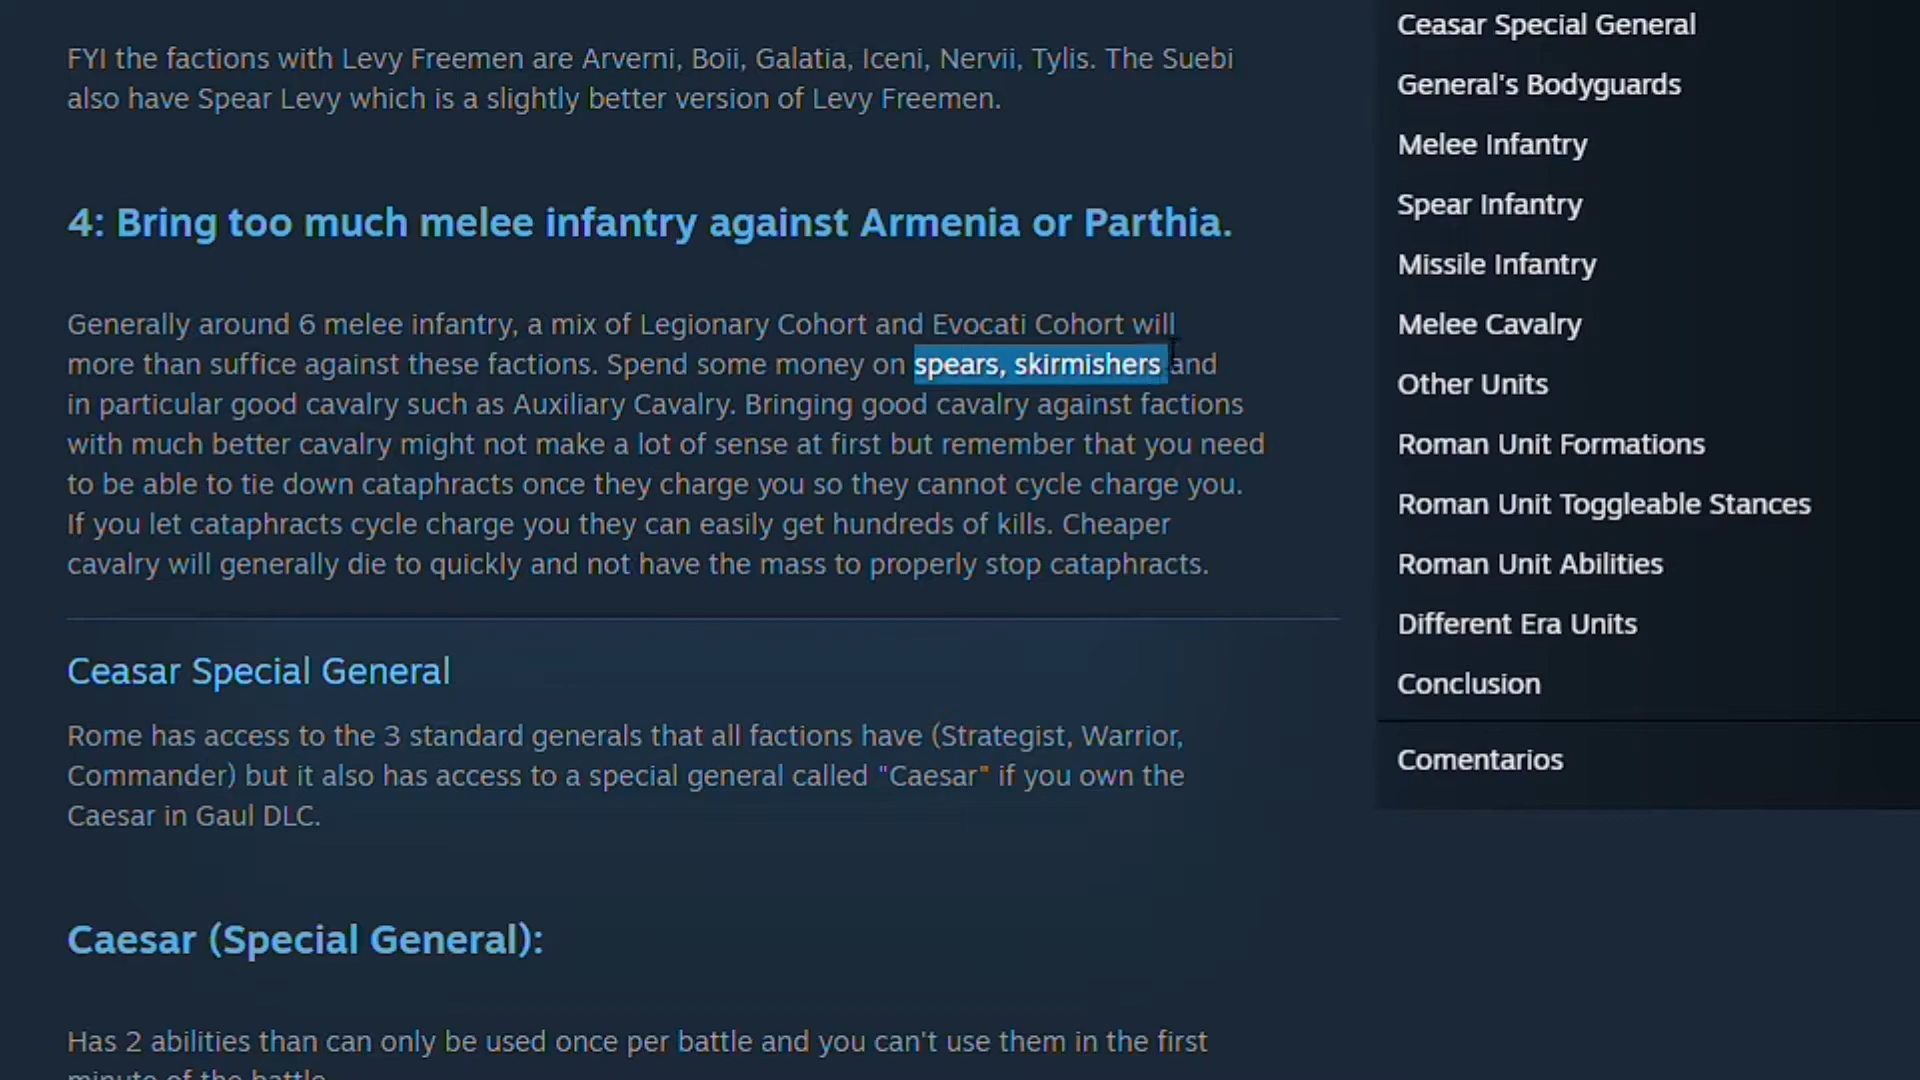 FYI the factions with Levy Freemen are Arverni, Boii, Galatia, Iceni, Nervii, Tylis. The Suebi
also have Spear Levy which is a slightly better version of Levy Freemen.
4: Bring too much melee infantry against Armenia or Parthia.
Generally around 6 melee infantry, a mix of Legionary Cohort and Evocati Cohort will
more than suffice against these factions. Spend some money on spears, skirmishers and
in particular good cavalry such as Auxiliary Cavalry. Bringing good cavalry against factions
with much better cavalry might not make a lot of sense at first but remember that you need
to be able to tie down cataphracts once they charge you so they cannot cycle charge you.
If you let cataphracts cycle charge you they can easily get hundreds of kills. Cheaper
cavalry will generally die to quickly and not have the mass to properly stop cataphracts.
Ceasar Special General
Rome has access to the 3 standard generals that all factions have (Strategist, Warrior,
Commander) but it also has access to a special general called "Caesar" if you own the
Caesar in Gaul DLC.
Caesar (Special General):
Has 2 abilities than can only be used once per battle and you can't use them in the first
minute of the battle.
Ceasar Special General
General's Bodyguards
Melee Infantry
Spear Infantry
Missile Infantry
Melee Cavalry
Other Units
Roman Unit Formations
Roman Unit Toggleable Stances
Roman Unit Abilities
Different Era Units
Conclusion
Comentarios